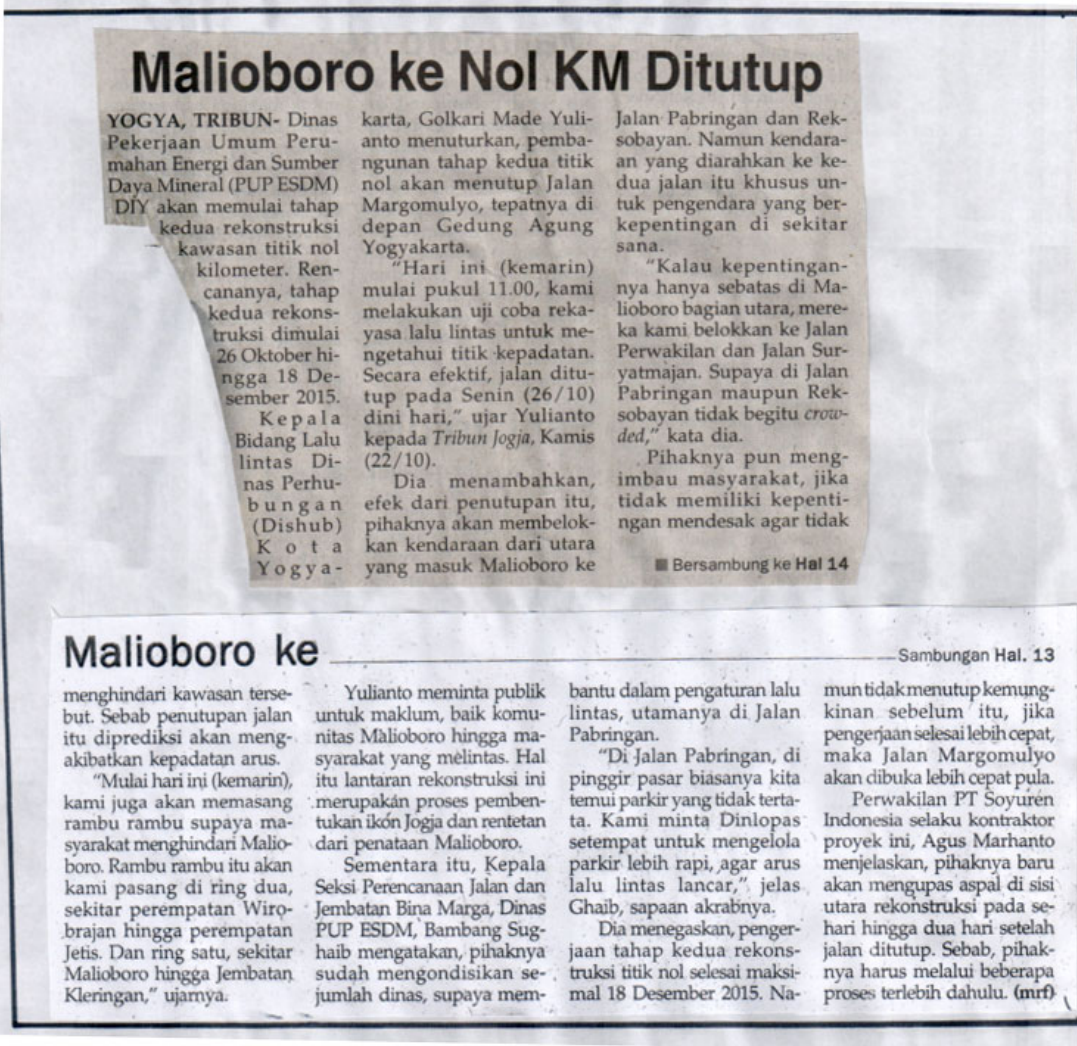 Malioboro ke Nol KM Ditutup
YOGYA, TRIBUN- Dinas
Pekerjaan Umum Peru-
mahan Energi dan Sumber
Daya Mineral (PUP ESDM)
DIY akan memulai tahap
kedua rekonstruksi
kawasan titik nol
kilometer. Ren-
cananya, tahap
kedua rekons-
truksi dimulai
26 Oktober hi-
ngga 18 De-
sember 2015.
Kepala
Bidang Lalu
lintas Di-
nas Perhu-
bungan
(Dishub)
Kota
Yogya-
karta, Golkari Made Yuli-
anto menuturkan, pemba-
ngunan tahap kedua titik
nol akan menutup Jalan
Margomulyo, tepatnya di
depan Gedung Agung
Yogyakarta.
"Hari ini (kemarin)
mulai pukul 11.00, kami
melakukan uji coba reka-
yasa lalu lintas untuk me-
ngetahui titik kepadatan.
Secara efektif, jalan ditu-
tup pada Senin (26/10)
dini hari," ujar Yulianto
kepada Tribun Jogja, Kamis
(22/10).
Dia menambahkan,
efek dari penutupan itu,
pihaknya akan membelok-
kan kendaraan dari utara
yang masuk Malioboro ke
Jalan Pabringan dan Rek-
sobayan. Namun kendara-
an yang diarahkan ke ke-
dua jalan itu khusus un-
tuk pengendara yang ber-
kepentingan di sekitar
sana.
"Kalau kepentingan-
nya hanya sebatas di Ma-
lioboro bagian utara, mere-
ka kami belokkan ke Jalan
Perwakilan dan Jalan Sur-
yatmajan. Supaya di Jalan
Pabringan maupun Rek-
sobayan tidak begitu crow-
ded," kata dia.
Pihaknya pun meng-
imbau masyarakat, jika
tidak memiliki kepenti-
ngan mendesak agar tidak
■ Bersambung ke Hal 14
Malioboro ke
Sambungan Hal. 13
menghindari kawasan terse-
but. Sebab penutupan jalan
itu diprediksi akan meng-
akibatkan kepadatan arus.
"Mulai hari ini (kemarin),
kami juga akan memasang
rambu rambu supaya ma-
syarakat menghindari Malio-
boro. Rambu rambu itu akan
kami pasang di ring dua,
sekitar perempatan Wiro-
brajan hingga perempatan
Jetis. Dan ring satu, sekitar
Malioboro hingga Jembatan
Kleringan," ujarnya.
Yulianto meminta publik
untuk maklum, baik komu-
nitas Malioboro hingga ma-
syarakat yang melintas. Hal
itu lantaran rekonstruksi ini
merupakan proses pemben-
tukan ikon Jogja dan rentetan
dari penataan Malioboro.
Sementara itu, Kepala
Seksi Perencanaan Jalan dan
Jembatan Bina Marga, Dinas
PUP ESDM, Bambang Sug-
haib mengatakan, pihaknya
sudah mengondisikan se-
jumlah dinas, supaya mem-
bantu dalam pengaturan lalu
lintas, utamanya di Jalan
Pabringan.
"Di Jalan Pabringan, di
pinggir pasar biasanya kita
temui parkir yang tidak terta-
ta. Kami minta Dinlopas
setempat untuk mengelola
parkir lebih rapi, agar arus
lalu lintas lancar," jelas
Ghaib, sapaan akrabnya.
Dia menegaskan, penger-
jaan tahap kedua rekons-
truksi titik nol selesai maksi-
mal 18 Desember 2015. Na-
mun tidak menutup kemung-
kinan sebelum itu, jika
pengerjaan selesai lebih cepat,
maka Jalan Margomulyo
akan dibuka lebih cepat pula.
Perwakilan PT Soyuren
Indonesia selaku kontraktor
proyek ini, Agus Marhanto
menjelaskan, pihaknya baru
akan mengupas aspal di sisi
utara rekonstruksi pada se-
hari hingga dua hari setelah
jalan ditutup. Sebab, pihak-
nya harus melalui beberapa
proses terlebih dahulu. (mrf)